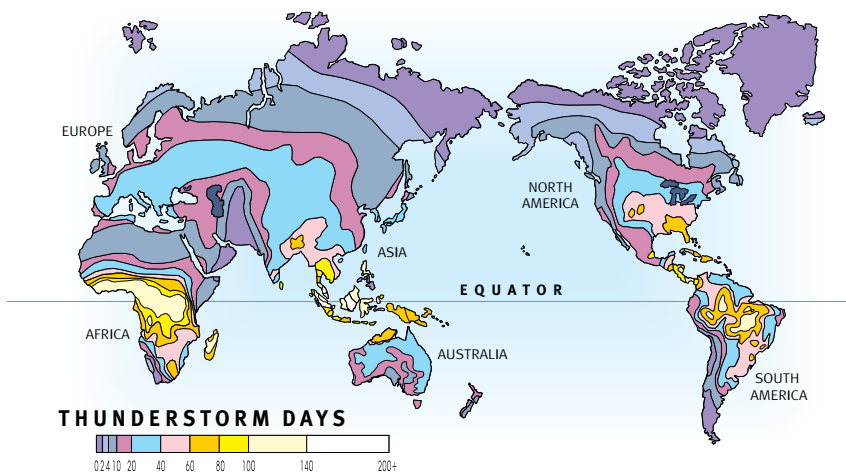 EUROPE
NORTH
AMERICA
ASIA
EQUATOR
AFRICA
AUSTRALIA
SOUTH
AMERICA
THUNDERSTORM DAYS
0 2 4 10 20 40 60 80 100 140 200+